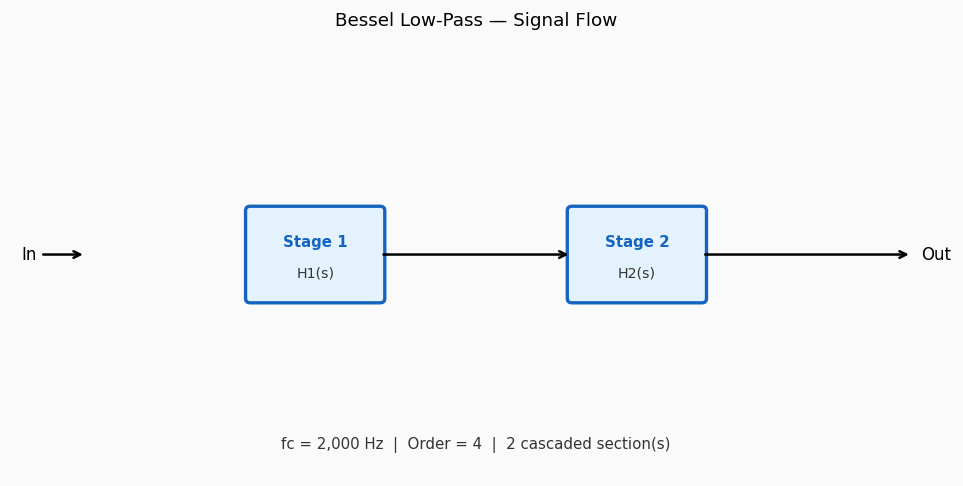 Bessel Low-Pass — Signal Flow
In
Stage 1
H1(s)
Stage 2
H2(s)
Out
fc = 2,000 Hz  |  Order = 4  |  2 cascaded section(s)